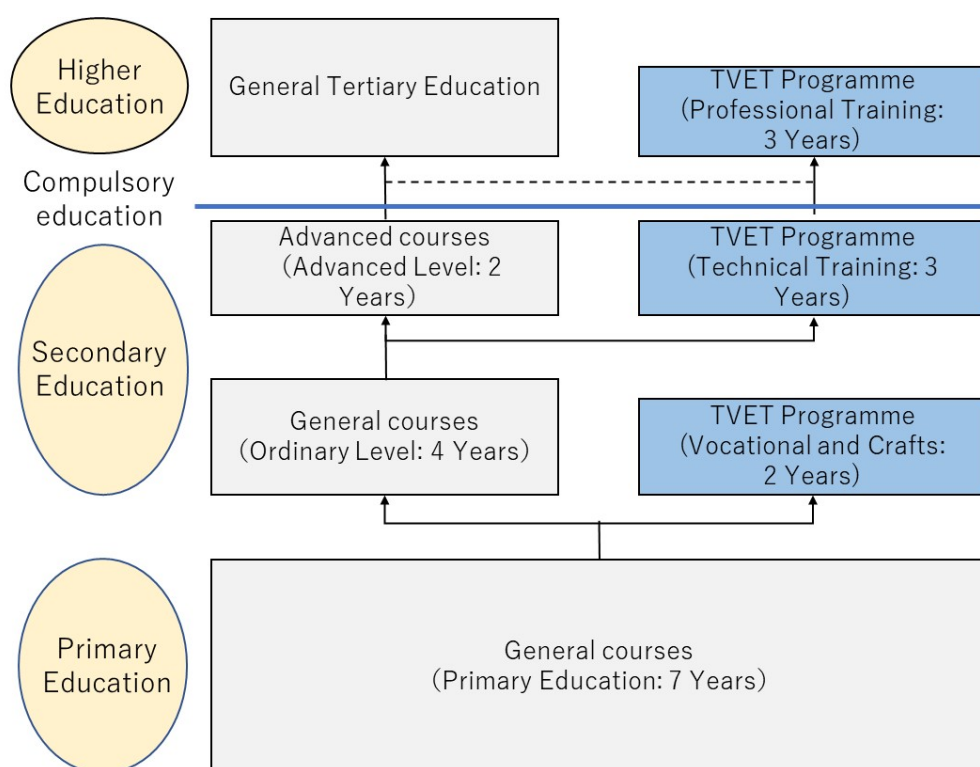 Higher
Education
General Tertiary Education
TVET Programme
(Professional Training:
3 Years)
Compulsory
education
Advanced courses
(Advanced Level: 2
Years)
TVET Programme
(Technical Training: 3
Years)
Secondary
Education
General courses
(Ordinary Level: 4 Years)
TVET Programme
(Vocational and Crafts:
2 Years)
Primary
Education
General courses
(Primary Education: 7 Years)